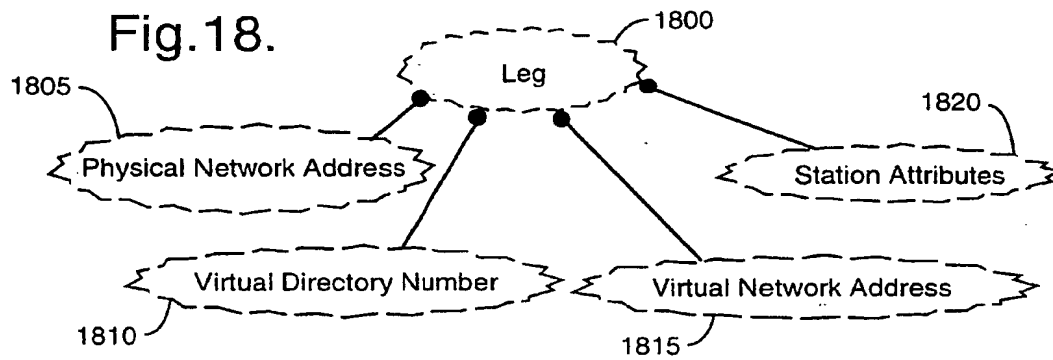 Fig.18.
1800
Leg
1805
1820
Physical Network Address
Station Attributes
Virtual Directory Number
Virtual Network Address
1810
1815